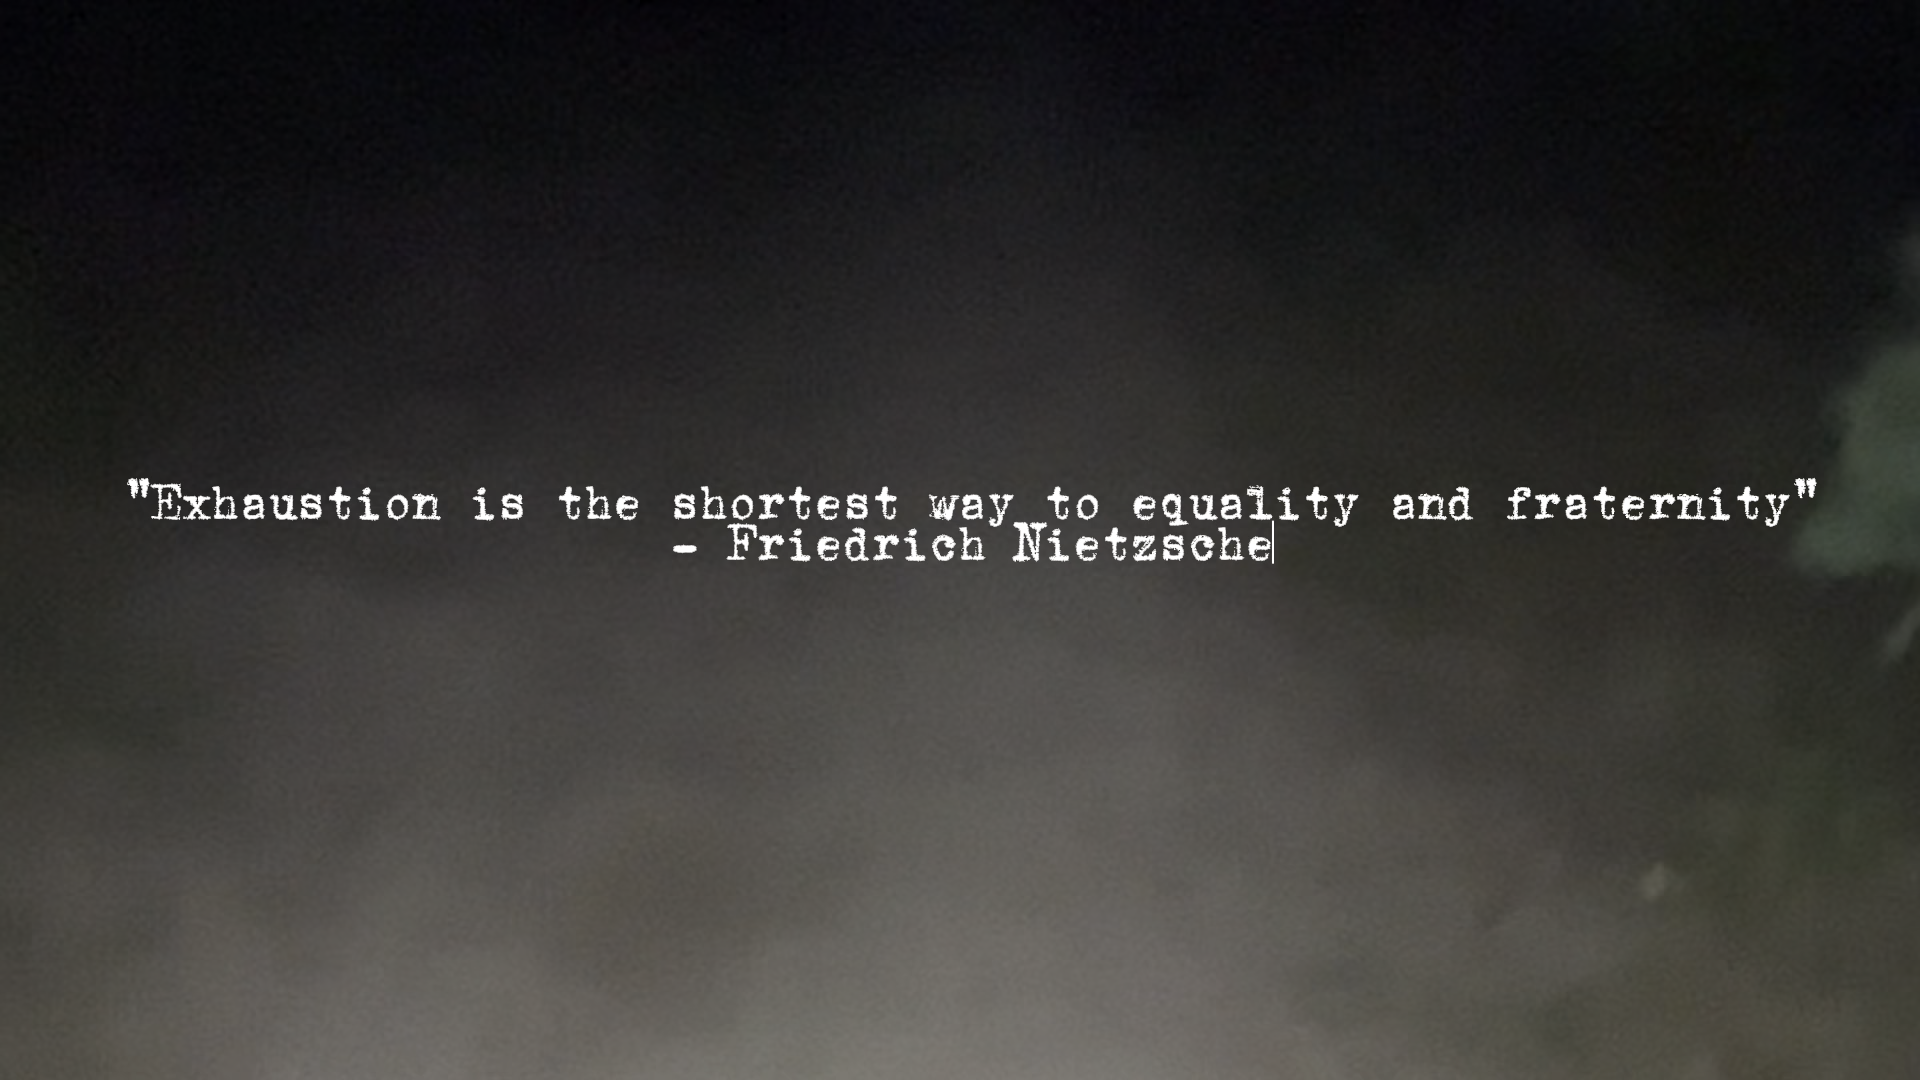 "Exhaustion is the shortest way to equality and fraternity"
- Friedrich Nietzsche